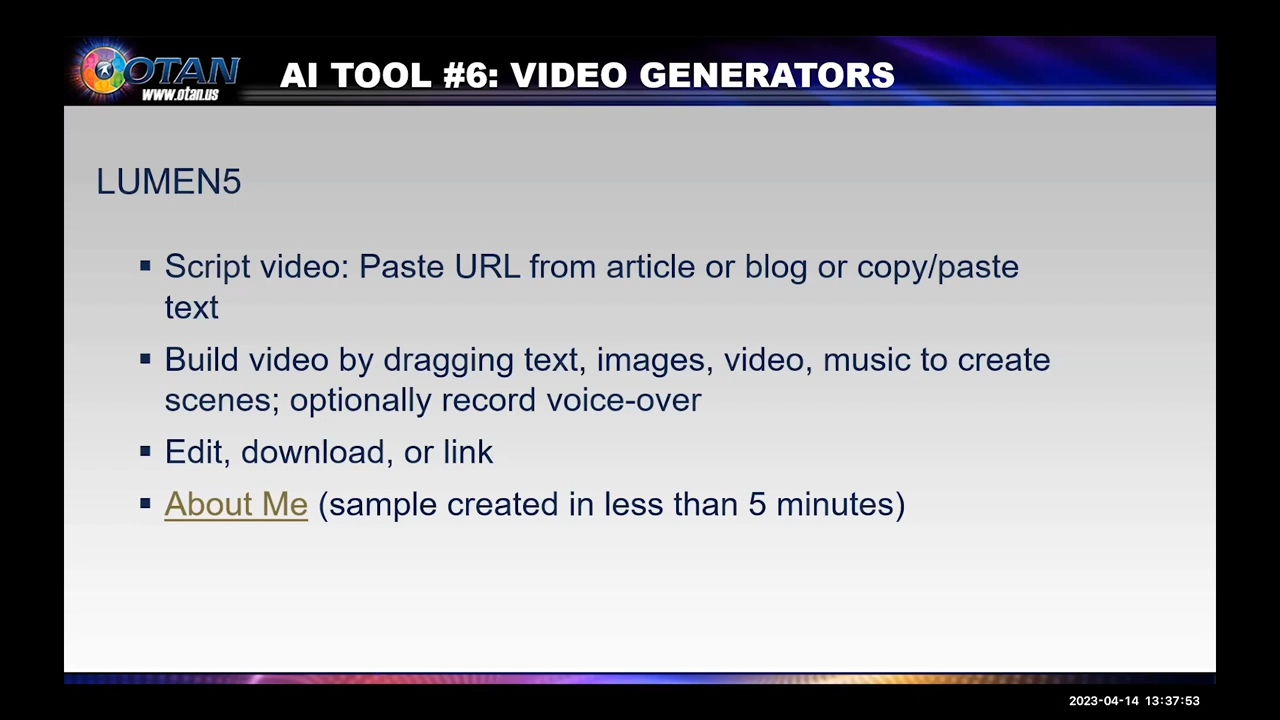 OTAN
www.otan.us
AI TOOL #6: VIDEO GENERATORS
LUMEN5
▪ Script video: Paste URL from article or blog or copy/paste
text
▪ Build video by dragging text, images, video, music to create
scenes; optionally record voice-over
▪ Edit, download, or link
▪ About Me (sample created in less than 5 minutes)
2023-04-14 13:37:53